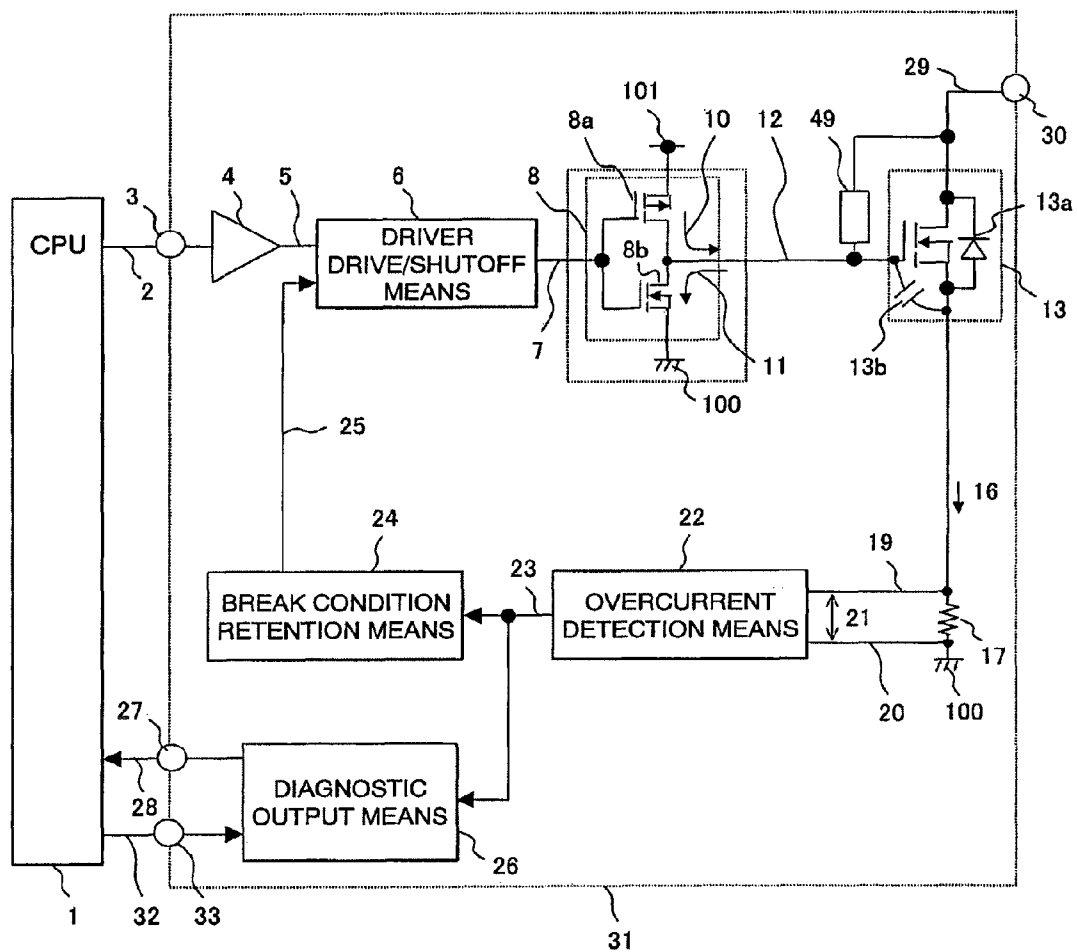 29
101
10
12
49
30
8a
3
4
5
6
8
13a
CPU
DRIVER
DRIVE/SHUTOFF
MEANS
8b
2
7
11
13b
13
100
25
16
24
22
19
23
BREAK CONDITION
RETENTION MEANS
OVERCURRENT
DETECTION MEANS
21
17
20
100
27
DIAGNOSTIC
OUTPUT MEANS
28
26
1
32
33
31